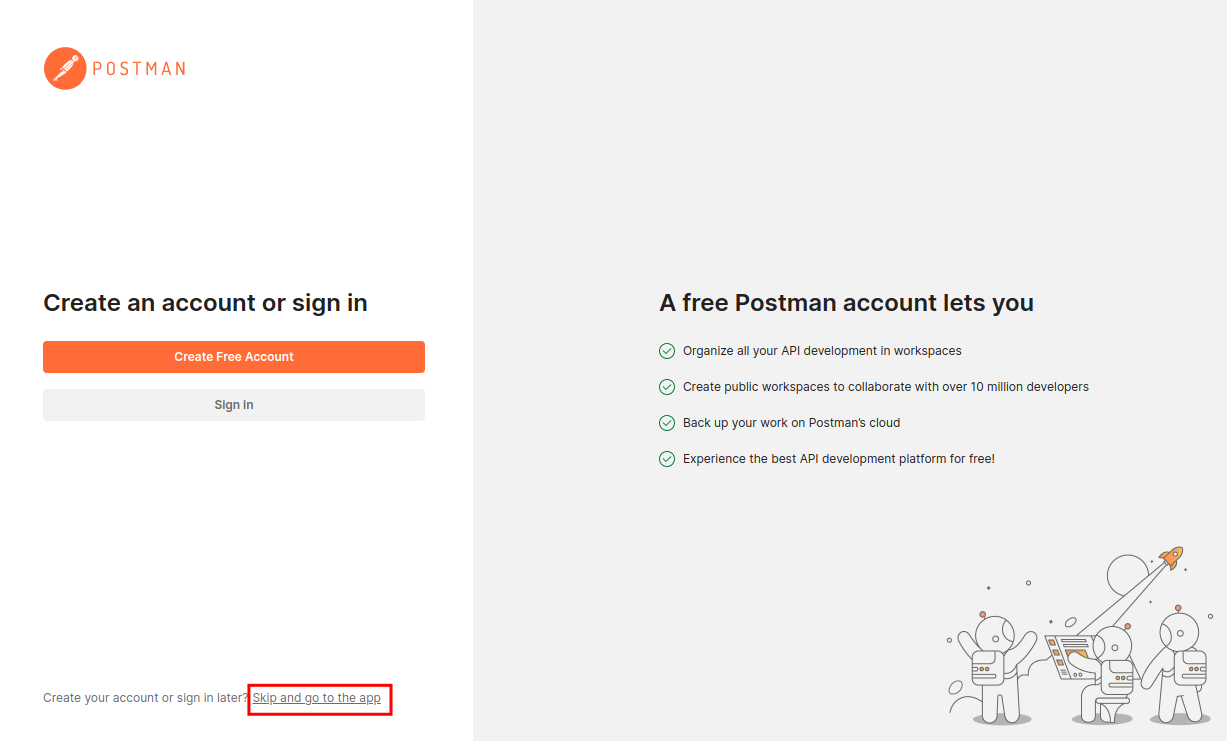 POSTMAN
Create an account or sign in
Create Free Account
Sign in
Create your account or sign in later? Skip and go to the app
A free Postman account lets you
Organize all your API development in workspaces
Create public workspaces to collaborate with over 10 million developers
Back up your work on Postman's cloud
Experience the best API development platform for free!